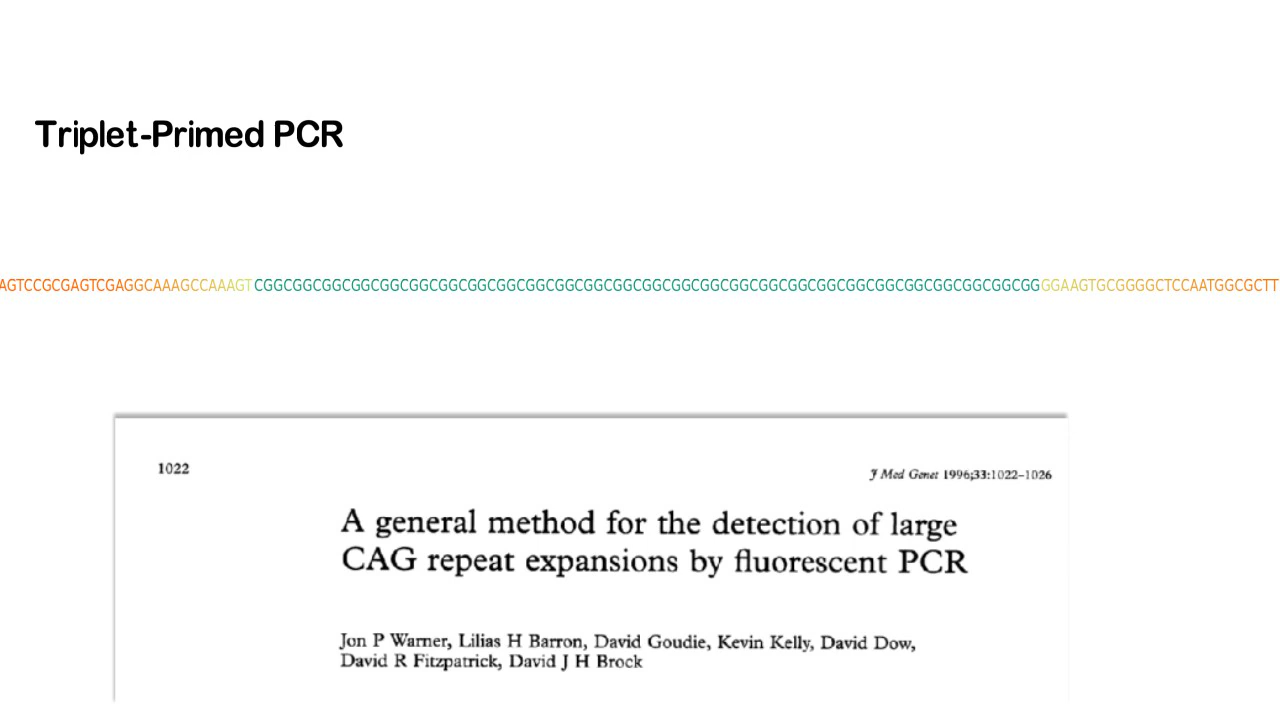 Triplet-Primed PCR
AGTCCGCGAGTCGAGGCAAAGCCAAAGTCGGCGGCGGCGGCGGCGGCGGCGGCGGCGGCGGCGGCGGCGGCGGCGGCGGCGGCGGCGGCGGCGGCGGCGGCGGCGGCGGGGAAGTGCGGGGCTCCAATGGCGCTT
1022
J Med Genet 1996;33:1022–1026
A general method for the detection of large
CAG repeat expansions by fluorescent PCR
Jon P Warner, Lilias H Barron, David Goudie, Kevin Kelly, David Dow,
David R Fitzpatrick, David J H Brock